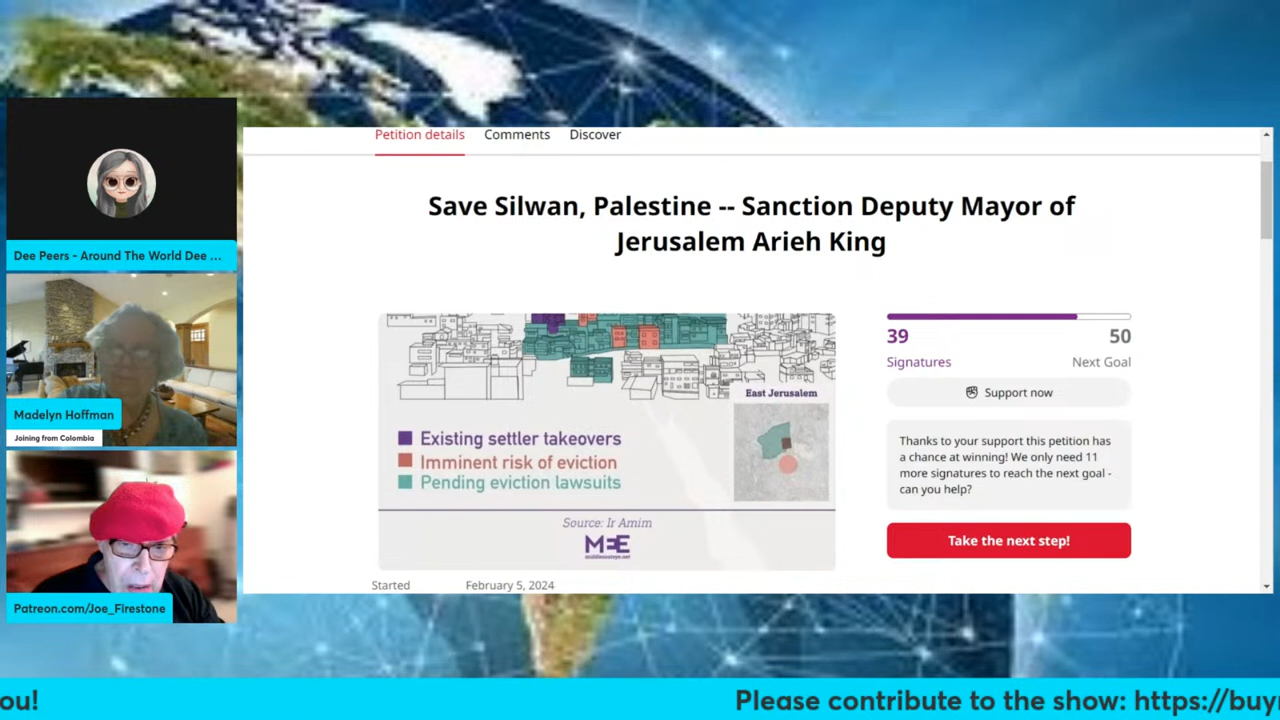 Petition details Comments Discover
Save Silwan, Palestine -- Sanction Deputy Mayor of
Jerusalem Arieh King
Dee Peers - Around The World Dee ...
Madelyn Hoffman
Joining from Colombia
Patreon.com/Joe_Firestone
East Jerusalem
Existing settler takeovers
Imminent risk of eviction
Pending eviction lawsuits
Source: Ir Amim
MEE
middleeasteye.net
39 50
Signatures Next Goal
Support now
Thanks to your support this petition has
a chance at winning! We only need 11
more signatures to reach the next goal -
can you help?
Take the next step!
Started February 5, 2024
ou! Please contribute to the show: https://buy